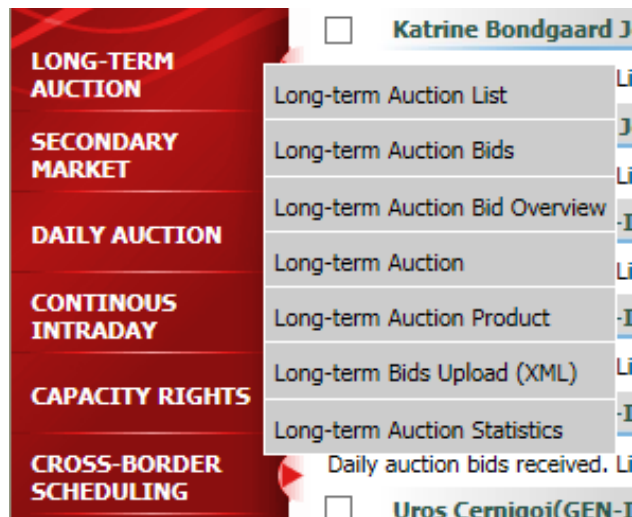 Katrine Bondgaard
LONG-TERM
AUCTION
Long-term Auction List
SECONDARY
MARKET
Long-term Auction Bids
Long-term Auction Bid Overview
DAILY AUCTION
Long-term Auction
CONTINOUS
INTRADAY
Long-term Auction Product
Long-term Bids Upload (XML)
CAPACITY RIGHTS
Long-term Auction Statistics
CROSS-BORDER
SCHEDULING
Daily auction bids received.
Uros Cernigoj(GEN-I